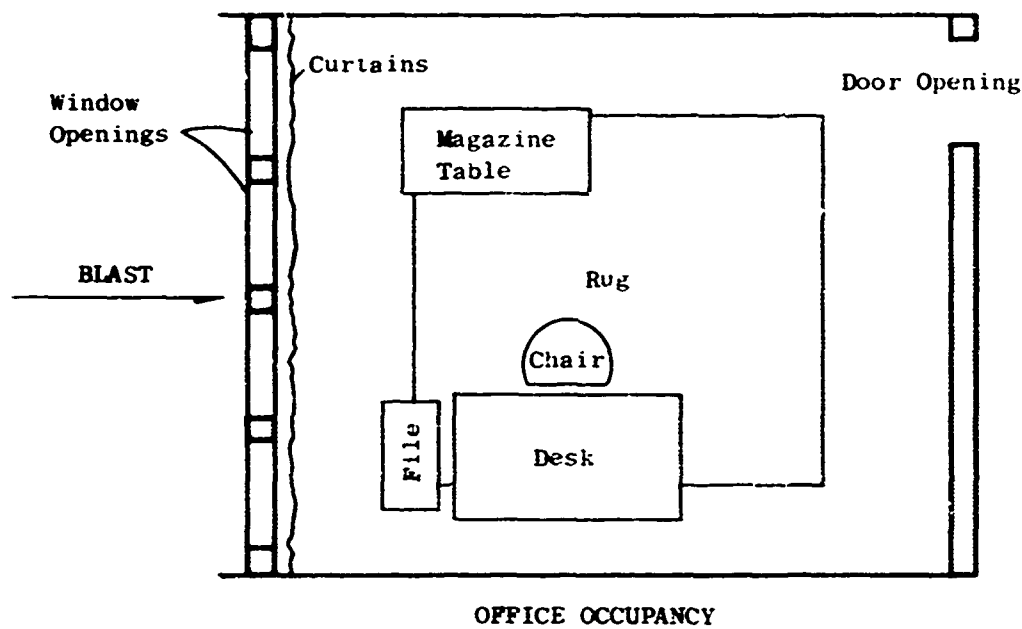 Curtains
Door Opening
Window
Openings
Magazine
Table
BLAST
Rug
Chair
File
Desk
OFFICE OCCUPANCY